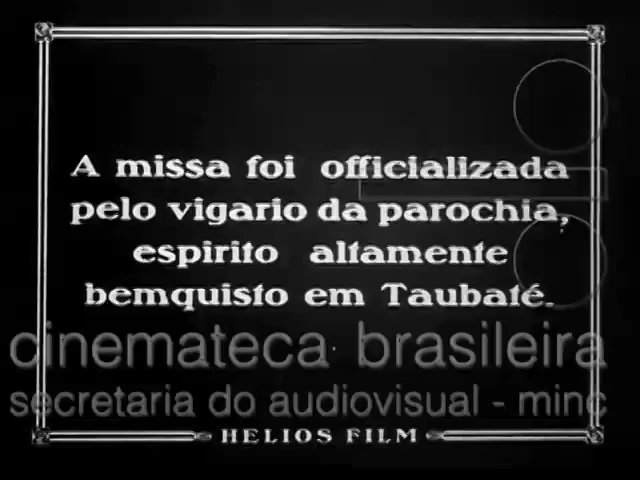 A missa foi officializada
pelo vigario da parochia,
espirito altamente
bemquisto em Taubaté.
cinemateca brasileira
secretaria do audiovisual - minc
HELIOS FILM